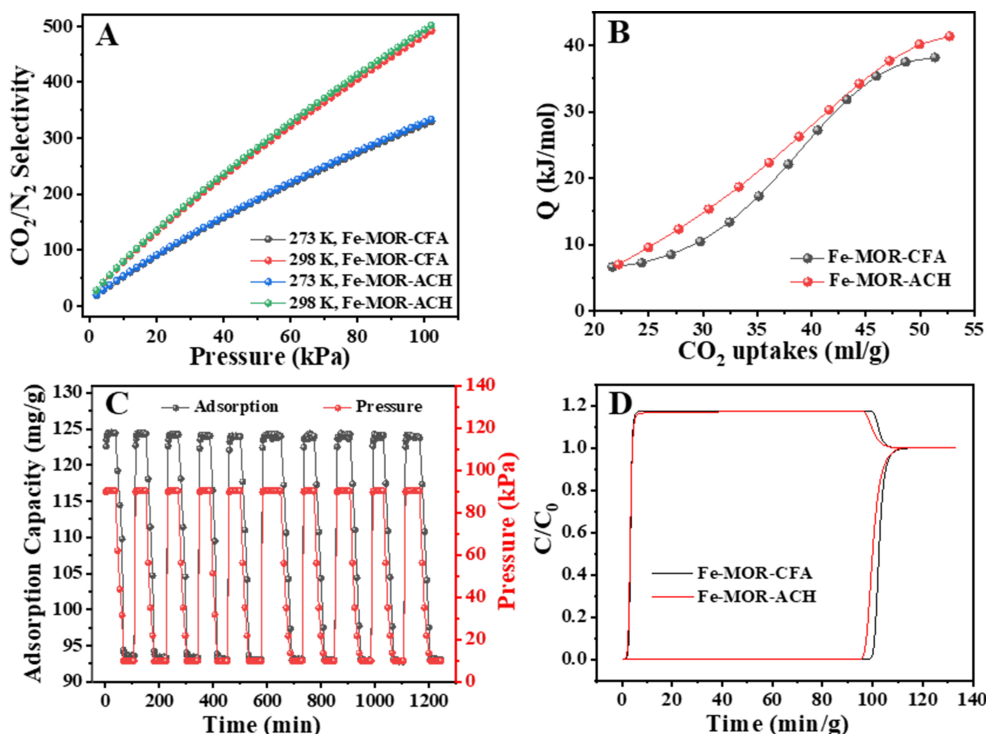 A
CO2/N2 Selectivity
500
400
300
200
100
0
273 K, Fe-MOR-CFA
298 K, Fe-MOR-CFA
273 K, Fe-MOR-ACH
298 K, Fe-MOR-ACH
0 20 40 60 80 100
Pressure (kPa)
B
Q (kJ/mol)
40
30
20
10
0
Fe-MOR-CFA
Fe-MOR-ACH
20 25 30 35 40 45 50 55
CO2 uptakes (ml/g)
C
Adsorption
Pressure
Adsorption Capacity (mg/g)
130
125
120
115
110
105
100
95
90
140
120
100
80
60
40
20
0
Pressure (kPa)
0 200 400 600 800 1000 1200
Time (min)
D
C/C0
1.2
1.0
0.8
0.6
0.4
0.2
0.0
Fe-MOR-CFA
Fe-MOR-ACH
0 20 40 60 80 100 120 140
Time (min/g)